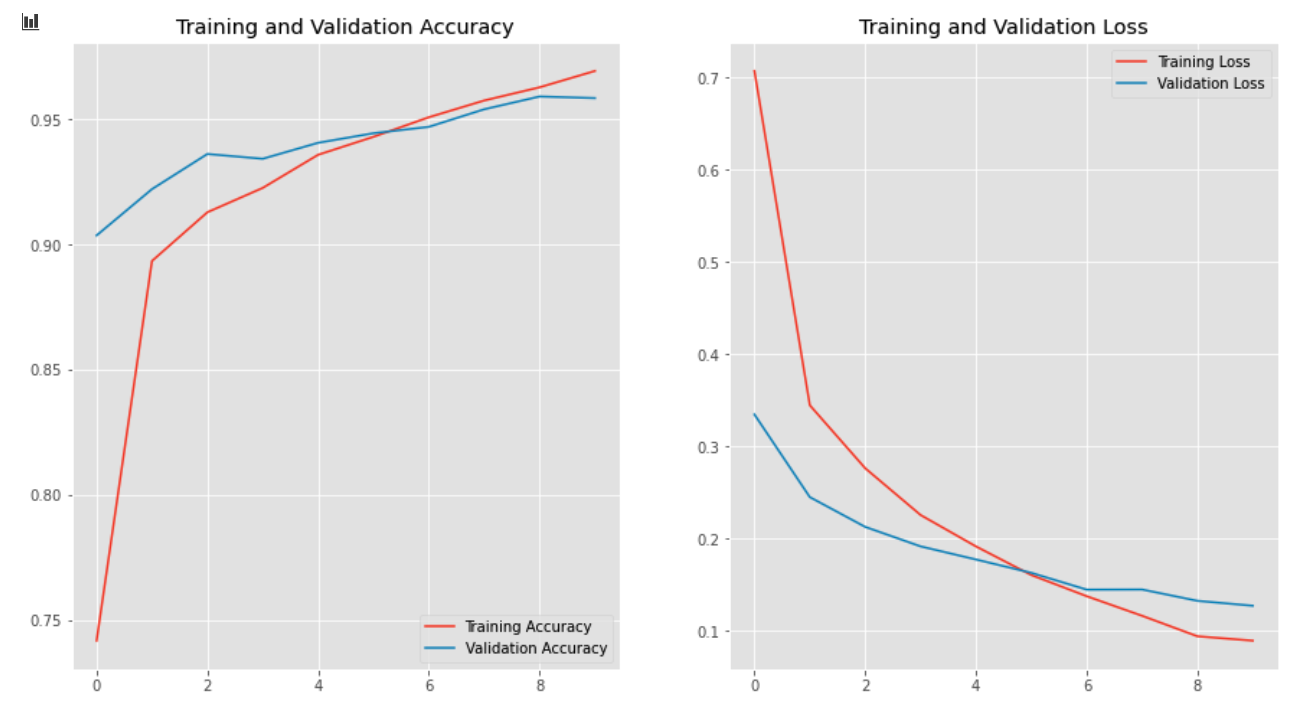 Training and Validation Accuracy
0.95
0.90
0.85
0.80
0.75
0 2 4 6 8
Training Accuracy
Validation Accuracy
Training and Validation Loss
0.7
0.6
0.5
0.4
0.3
0.2
0.1
0 2 4 6 8
Training Loss
Validation Loss